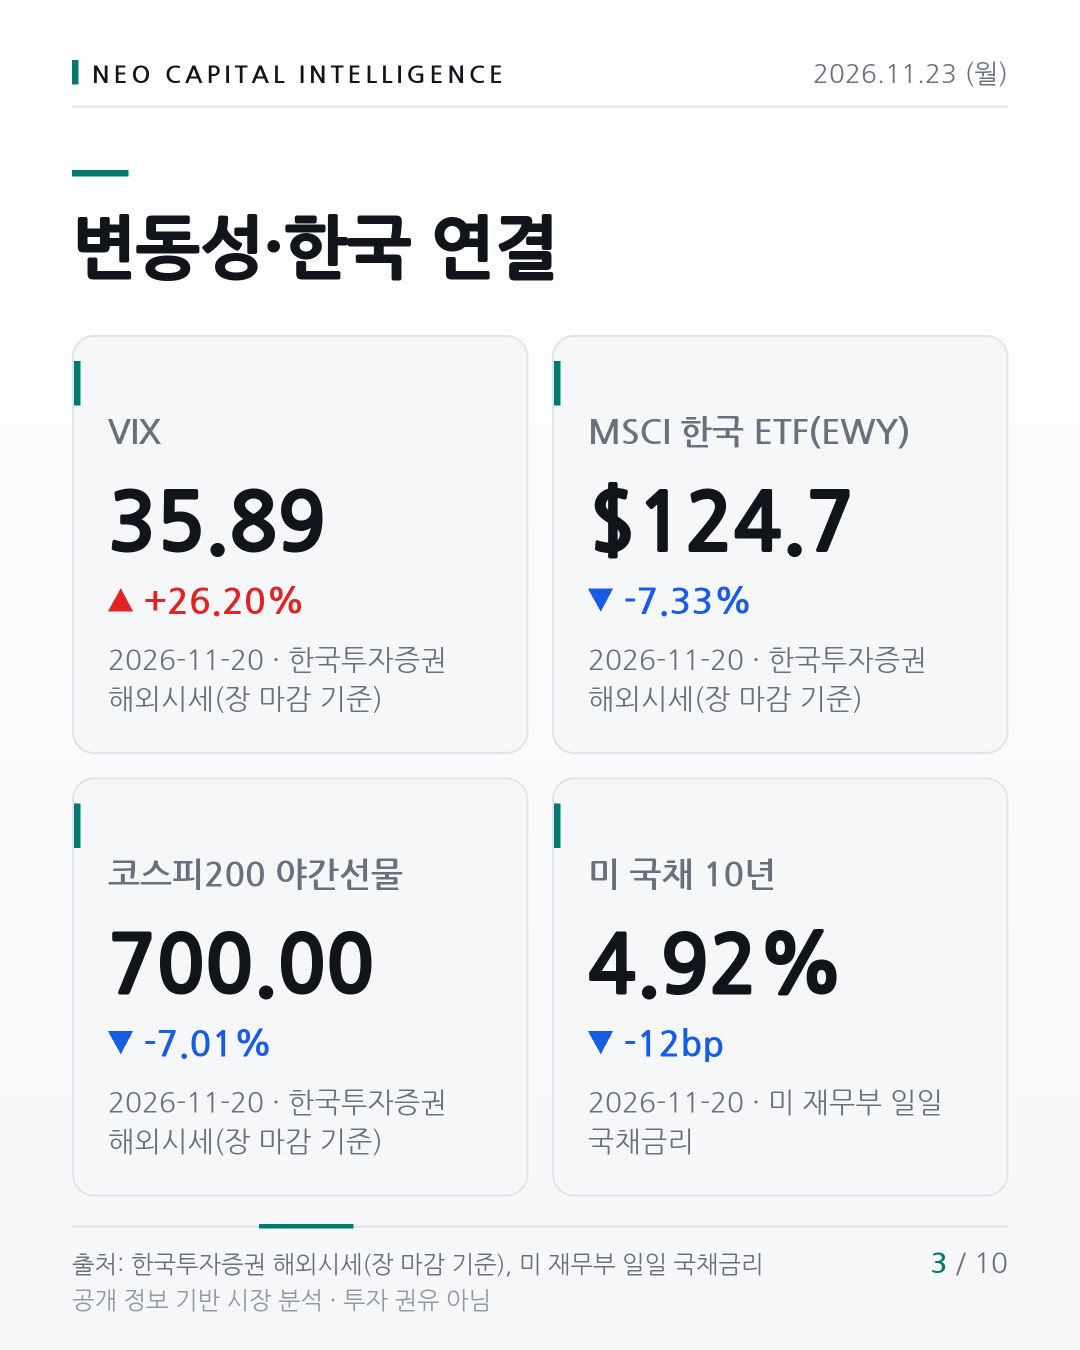 NEO CAPITAL INTELLIGENCE
2026.11.23 (월)
변동성·한국 연결
VIX
35.89
▲ +26.20%
2026-11-20 · 한국투자증권
해외시세(장 마감 기준)
MSCI 한국 ETF(EWY)
$124.7
▼ -7.33%
2026-11-20 · 한국투자증권
해외시세(장 마감 기준)
코스피200 야간선물
700.00
▼ -7.01%
2026-11-20 · 한국투자증권
해외시세(장 마감 기준)
미 국채 10년
4.92%
▼ -12bp
2026-11-20 · 미 재무부 일일
국채금리
출처: 한국투자증권 해외시세(장 마감 기준), 미 재무부 일일 국채금리
3 / 10
공개 정보 기반 시장 분석 · 투자 권유 아님